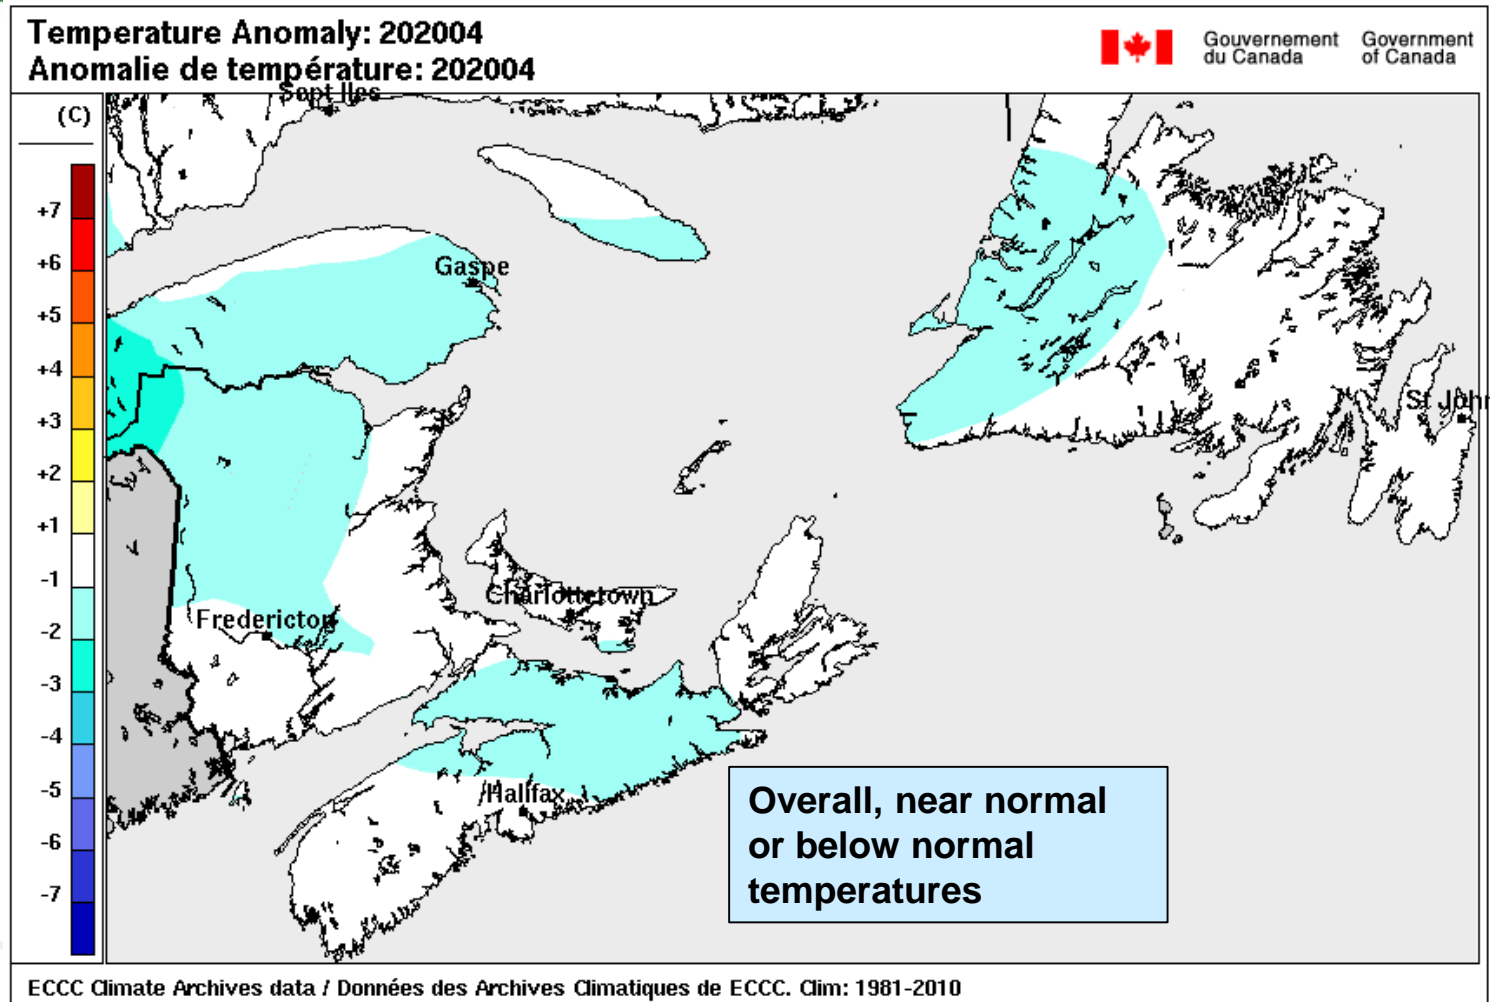 Temperature Anomaly: 202004
Anomalie de température: 202004
Gouvernement du Canada
Government of Canada
(C)
+7
+6
+5
+4
+3
+2
+1
-1
-2
-3
-4
-5
-6
-7
Sept Iles
Gaspe
St John
Charlottetown
Fredericton
Halifax
Overall, near normal
or below normal
temperatures
ECCC Climate Archives data / Données des Archives Climatiques de ECCC. Clim: 1981-2010